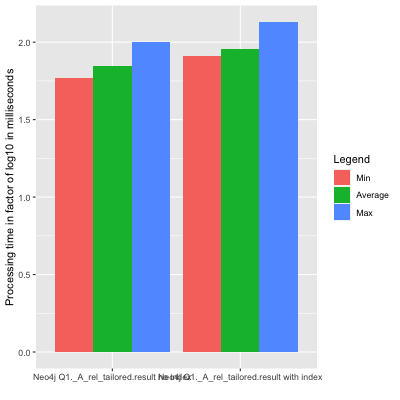 Processing time in factor of log10 in milliseconds
2.0
1.5
1.0
0.5
0.0
Neo4j Q1._A_rel_tailored.result no index
Neo4j Q1._A_rel_tailored.result with index
Legend
Min
Average
Max